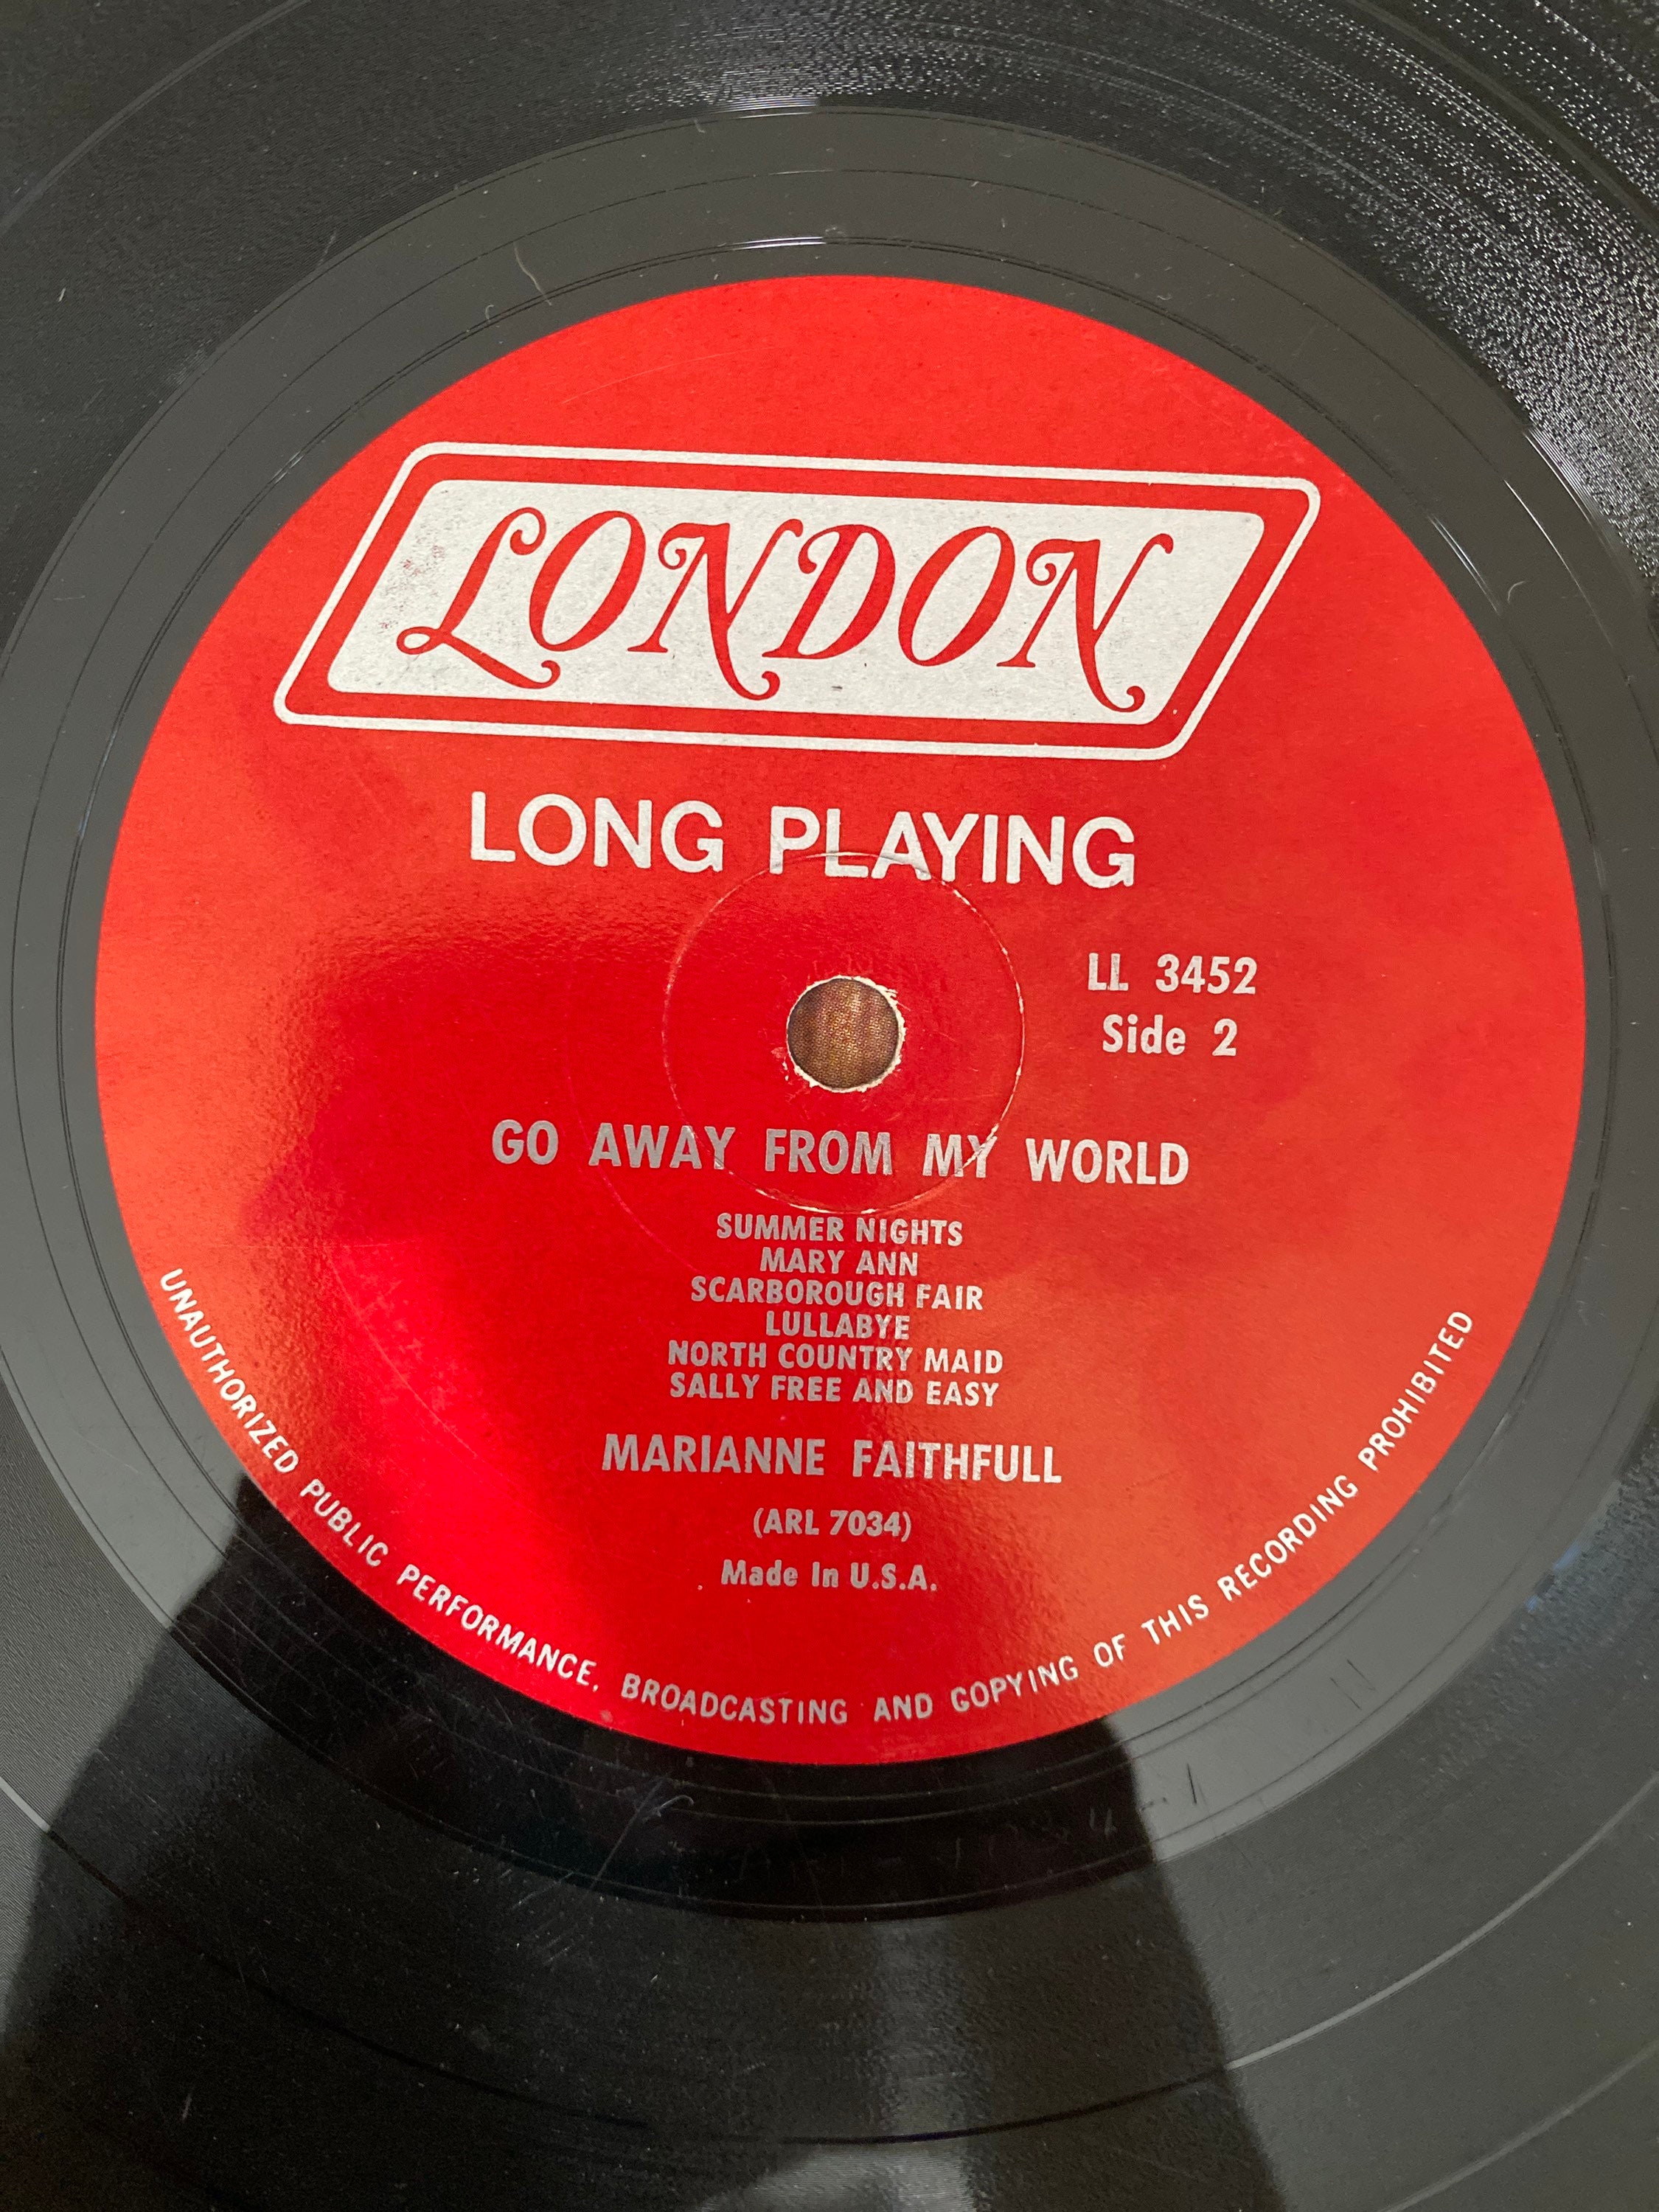 LONDON
LONG PLAYING
LL 3452
Side 2
GO AWAY FROM MY WORLD
SUMMER NIGHTS
MARY ANN
SCARBOROUGH FAIR
LULLABYE
NORTH COUNTRY MAID
SALLY FREE AND EASY
MARIANNE FAITHFULL
(ARL 7034)
Made In U.S.A.
UNAUTHORIZED PUBLIC PERFORMANCE, BROADCASTING AND COPYING OF THIS RECORDING PROHIBITED